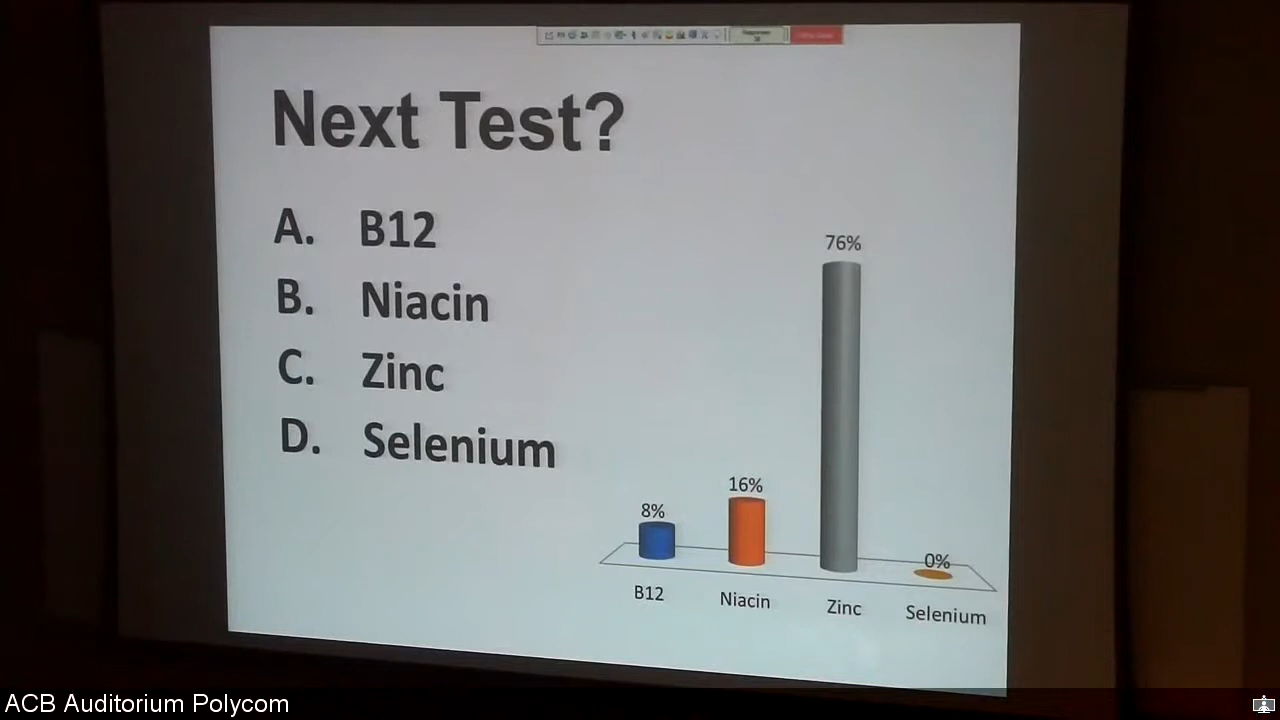 Next Test?
A. B12
B. Niacin
C. Zinc
D. Selenium
76%
16%
8%
0%
B12
Niacin
Zinc
Selenium
ACB Auditorium Polycom